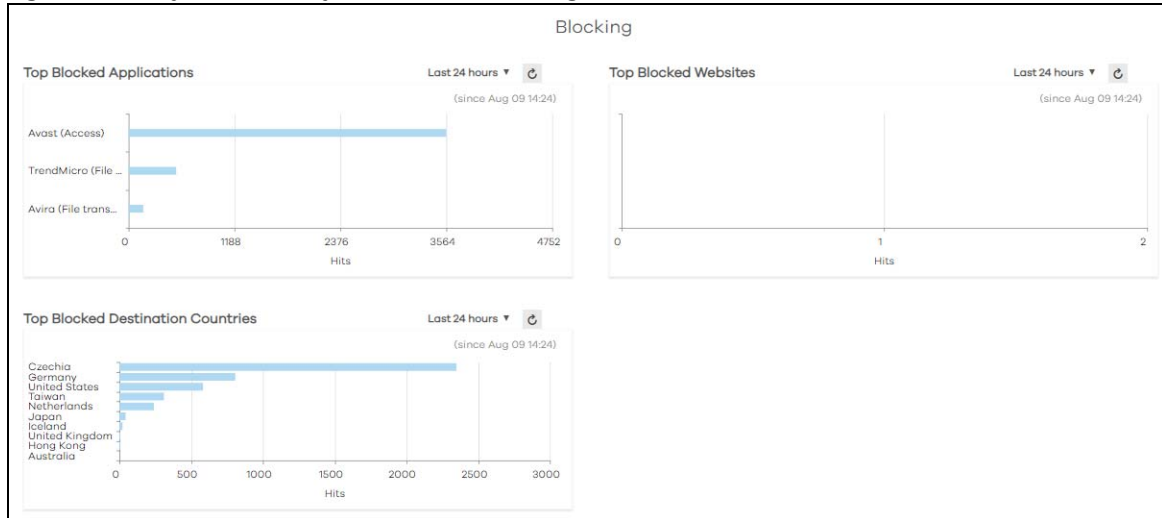 Blocking
Top Blocked Applications Last 24 hours
(since Aug 09 14:24)
Avast (Access)
TrendMicro (File ...
Avira (File trans...
0 1188 2376 3564 4752
Hits
Top Blocked Websites Last 24 hours
(since Aug 09 14:24)
0 1 2
Hits
Top Blocked Destination Countries Last 24 hours
(since Aug 09 14:24)
Czechia
Germany
United States
Taiwan
Netherlands
Japan
Iceland
United Kingdom
Hong Kong
Australia
0 500 1000 1500 2000 2500 3000
Hits